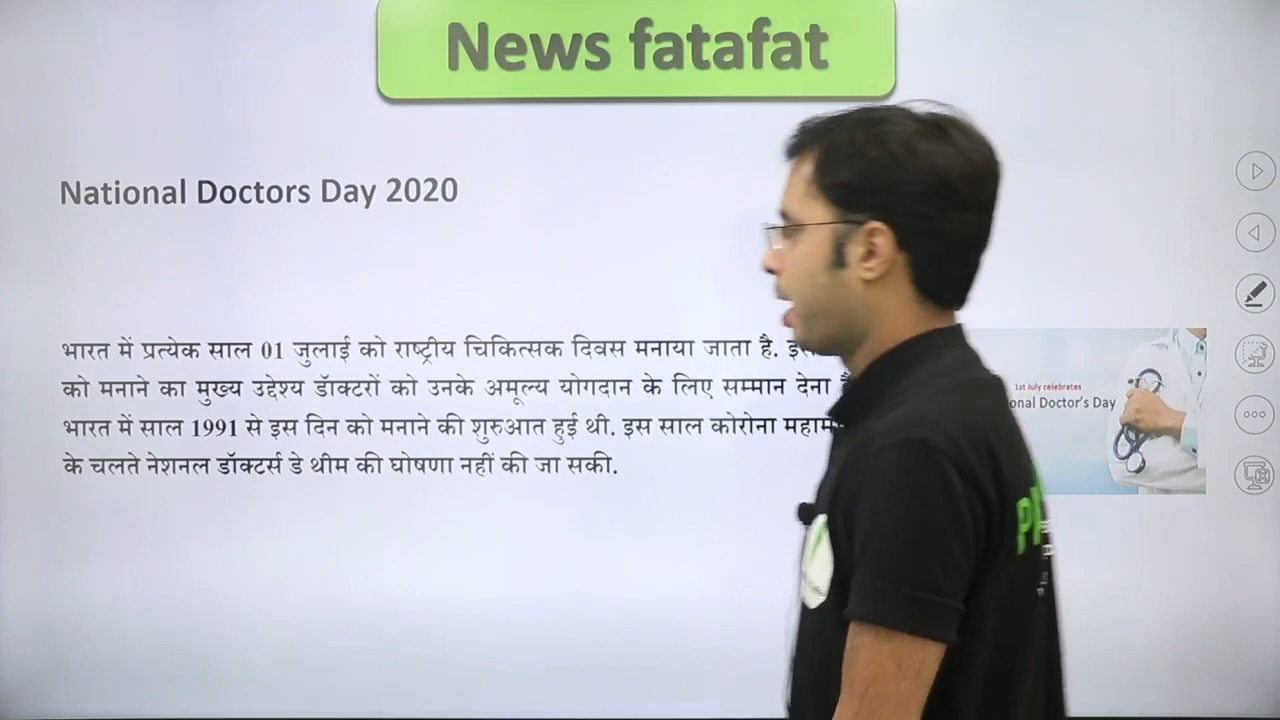 News fatafat
National Doctors Day 2020
भारत में प्रत्येक साल 01 जुलाई को राष्ट्रीय चिकित्सक दिवस मनाया जाता है.
को मनाने का मुख्य उद्देश्य डॅाक्टरों को उनके अमूल्य योगदान के लिए सम्मान देना
भारत में साल 1991 से इस दिन को मनाने की शुरुआत हुई थी. इस साल कोरोना
के चलते नेशनल डॉक्टर्स डे थीम की घोषणा नहीं की जा सकी.
1st July celebrates
Doctor's Day